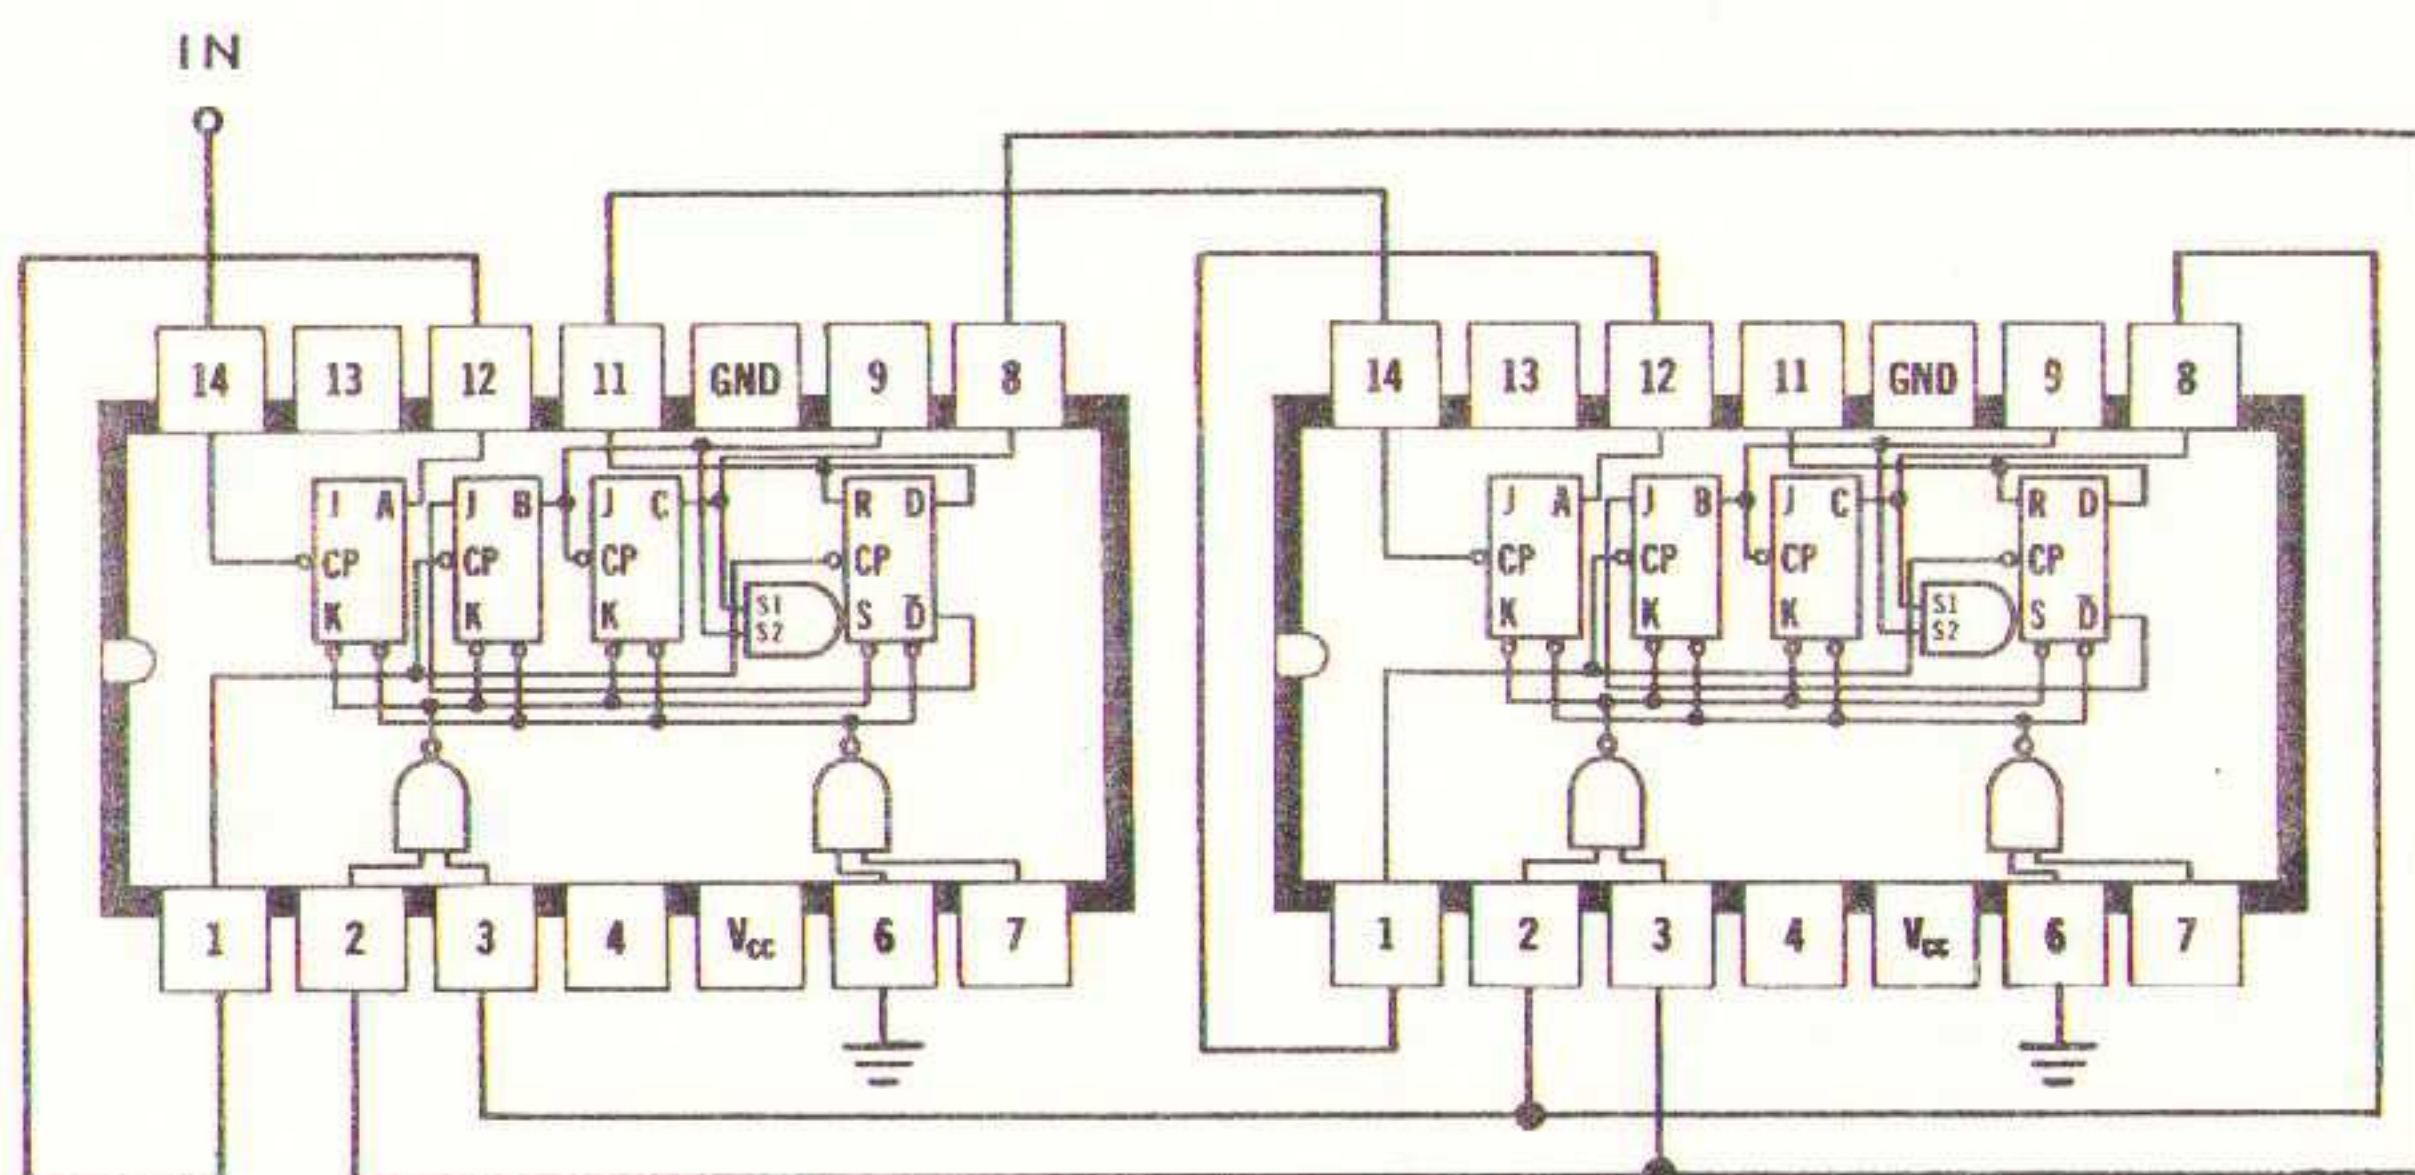 IN
14 13 12 11 GND 9 8
14 13 12 11 GND 9 8
J A J B J C R D
CP CP CP CP
K K K S D̅
S1
S2
J A J B J C R D
CP CP CP CP
K K K S D̅
S1
S2
1 2 3 4 Vcc 6 7
1 2 3 4 Vcc 6 7